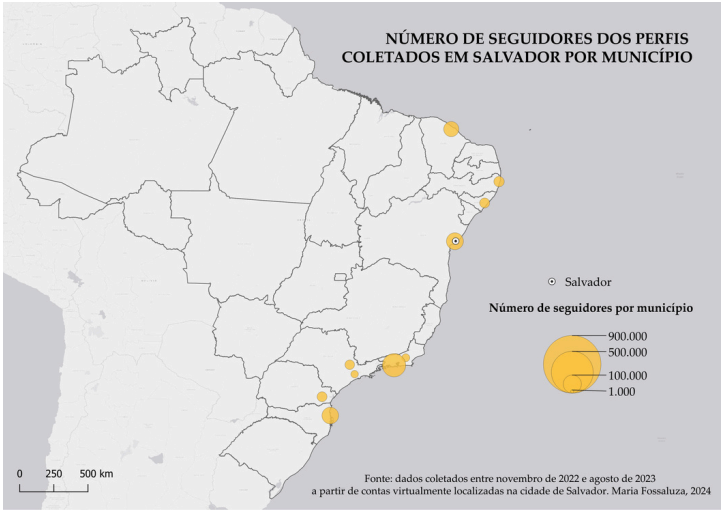 NÚMERO DE SEGUIDORES DOS PERFIS
COLETADOS EM SALVADOR POR MUNICÍPIO
Salvador
Número de seguidores por município
900.000
500.000
100.000
1.000
0 250 500 km
Fonte: dados coletados entre novembro de 2022 e agosto de 2023
a partir de contas virtualmente localizadas na cidade de Salvador. Maria Fossaluza, 2024